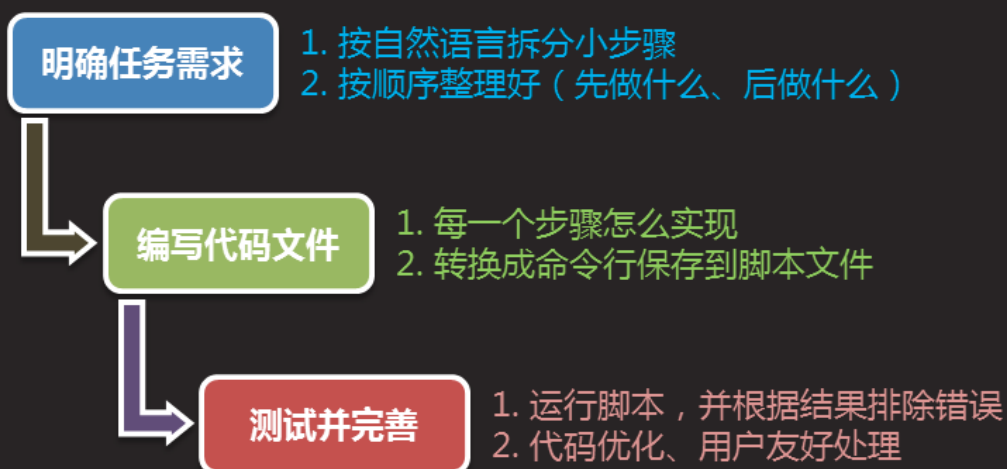 明确任务需求
1. 按自然语言拆分小步骤
2. 按顺序整理好（先做什么、后做什么）
编写代码文件
1. 每一个步骤怎么实现
2. 转换成命令行保存到脚本文件
测试并完善
1. 运行脚本，并根据结果排除错误
2. 代码优化、用户友好处理